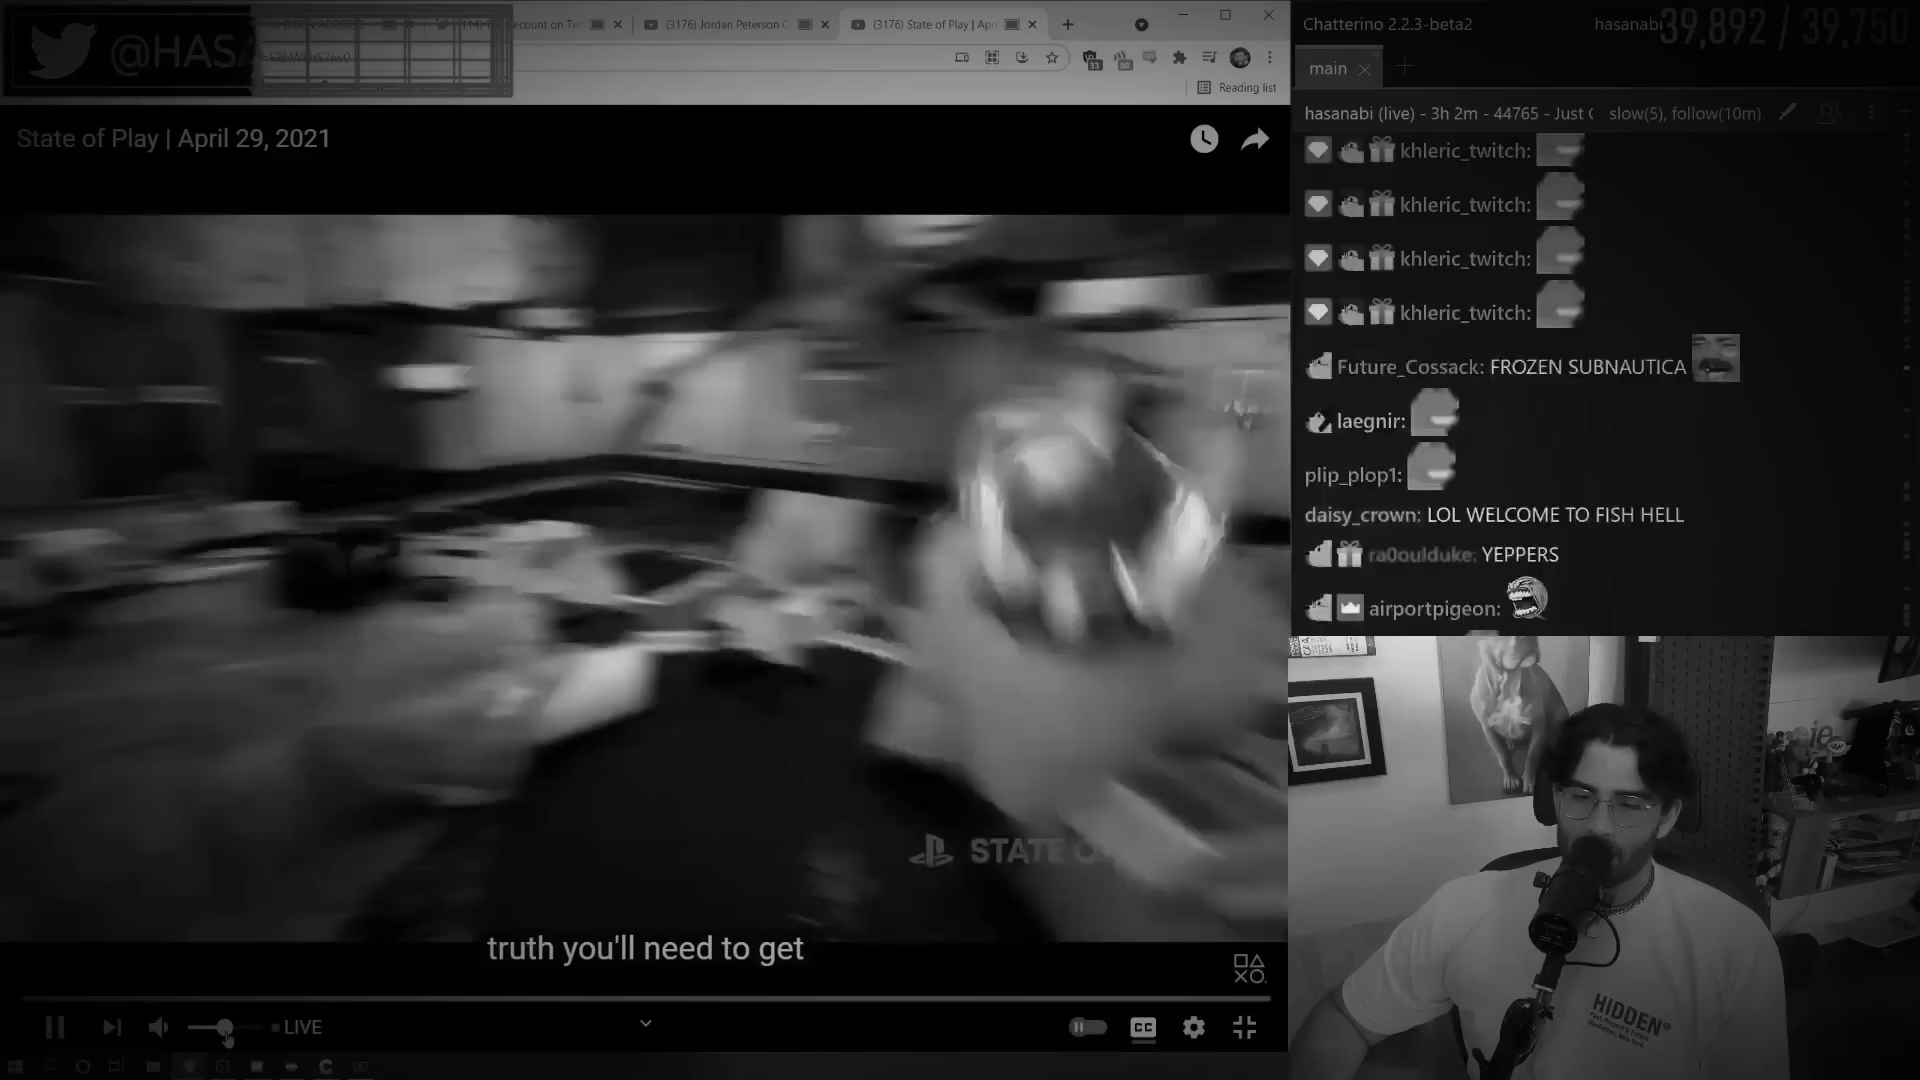 @HAS
(3176) Jordan Peterson
(3176) State of Play | Apr
Reading list
33
90
State of Play | April 29, 2021
STATE O
truth you'll need to get
LIVE
CC
Chatterino 2.2.3-beta2
hasanabi
39,892 / 39,750
main
hasanabi (live) - 3h 2m - 44765 - Just C
slow(5), follow(10m)
khleric_twitch:
khleric_twitch:
khleric_twitch:
khleric_twitch:
Future_Cossack: FROZEN SUBNAUTICA
laegnir:
plip_plop1:
daisy_crown: LOL WELCOME TO FISH HELL
ra0oulduke: YEPPERS
airportpigeon:
HIDDEN®